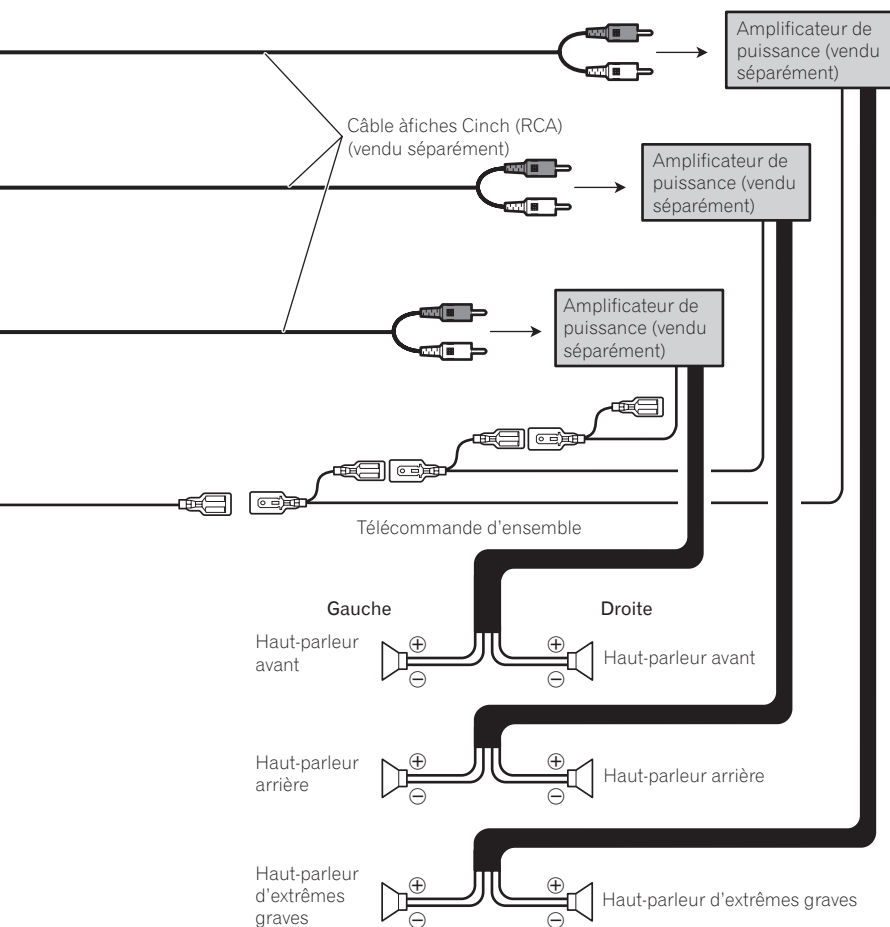 Amplificateur de
puissance (vendu
séparément)
Câble àfiches Cinch (RCA)
(vendu séparément)
Amplificateur de
puissance (vendu
séparément)
Amplificateur de
puissance (vendu
séparément)
Télécommande d'ensemble
Gauche
Droite
Haut-parleur
avant
⊕
⊖
⊕
⊖
Haut-parleur avant
Haut-parleur
arrière
⊕
⊖
⊕
⊖
Haut-parleur arrière
Haut-parleur
d'extrêmes
graves
⊕
⊖
⊕
⊖
Haut-parleur d'extrêmes graves